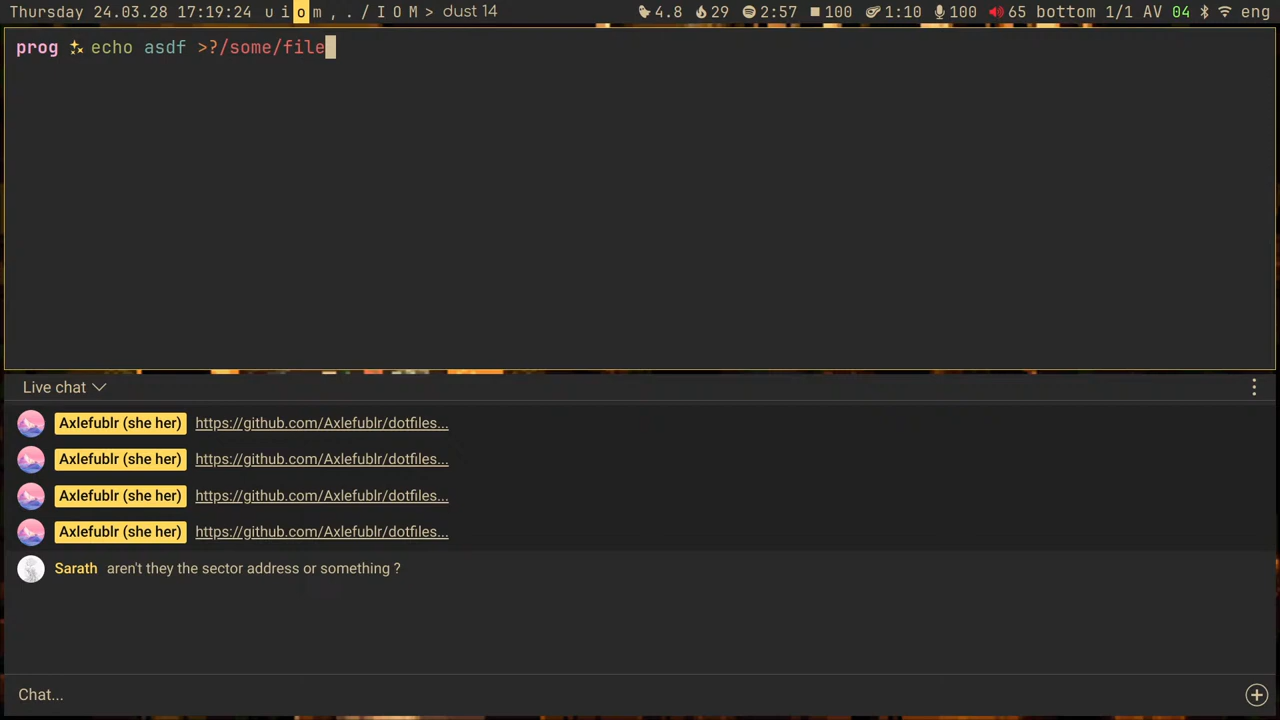 Thursday 24.03.28 17:19:24 u i o m , . / I O M > dust 14 4.8 29 2:57 100 1:10 100 65 bottom 1/1 AV 04 eng
prog echo asdf >?/some/file
Live chat
Axlefublr (she her) https://github.com/Axlefublr/dotfiles...
Axlefublr (she her) https://github.com/Axlefublr/dotfiles...
Axlefublr (she her) https://github.com/Axlefublr/dotfiles...
Axlefublr (she her) https://github.com/Axlefublr/dotfiles...
Sarath aren't they the sector address or something ?
Chat...